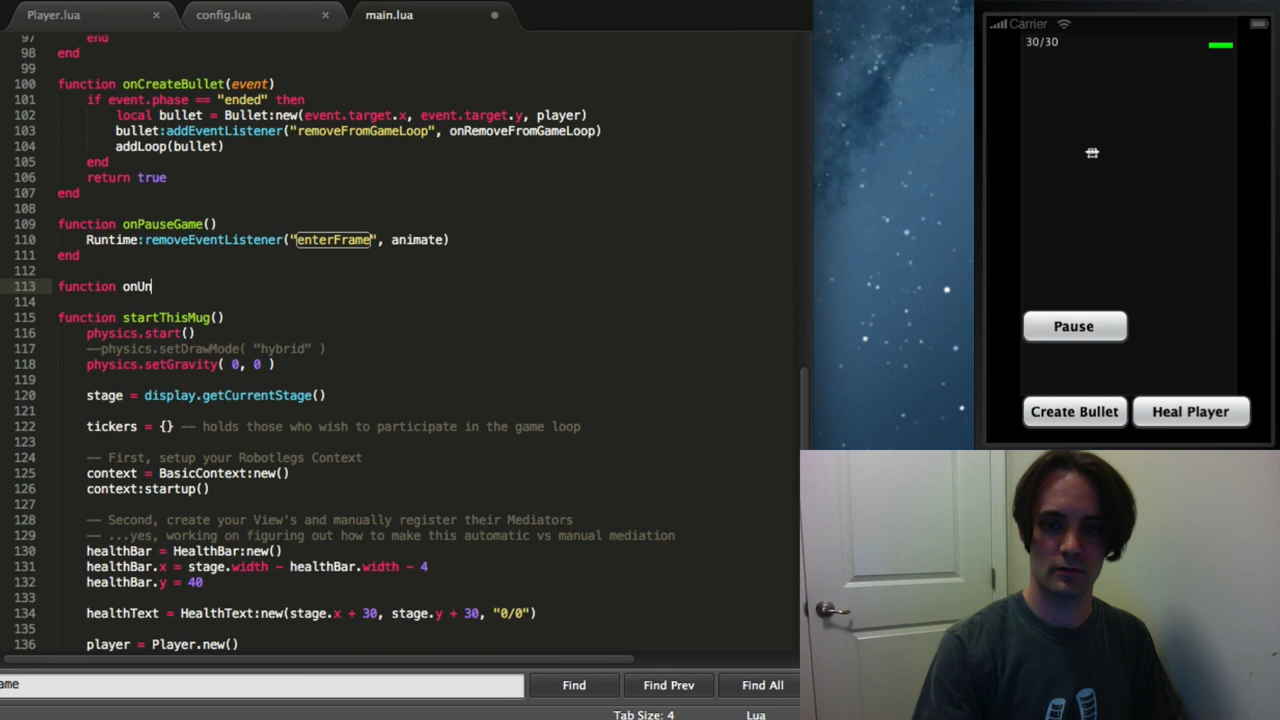 Player.lua × config.lua × main.lua
97 end
98 end
99
100 function onCreateBullet(event)
101 if event.phase == "ended" then
102 local bullet = Bullet:new(event.target.x, event.target.y, player)
103 bullet:addEventListener("removeFromGameLoop", onRemoveFromGameLoop)
104 addLoop(bullet)
105 end
106 return true
107 end
108
109 function onPauseGame()
110 Runtime:removeEventListener("enterFrame", animate)
111 end
112
113 function onUn
114
115 function startThisMug()
116 physics.start()
117 --physics.setDrawMode( "hybrid" )
118 physics.setGravity( 0, 0 )
119
120 stage = display.getCurrentStage()
121
122 tickers = {} -- holds those who wish to participate in the game loop
123
124 -- First, setup your Robotlegs Context
125 context = BasicContext:new()
126 context:startup()
127
128 -- Second, create your View's and manually register their Mediators
129 -- ...yes, working on figuring out how to make this automatic vs manual mediation
130 healthBar = HealthBar:new()
131 healthBar.x = stage.width - healthBar.width - 4
132 healthBar.y = 40
133
134 healthText = HealthText:new(stage.x + 30, stage.y + 30, "0/0")
135
136 player = Player.new()
ame Find Find Prev Find All
Tab Size: 4 Lua
Carrier
30/30
Pause
Create Bullet Heal Player